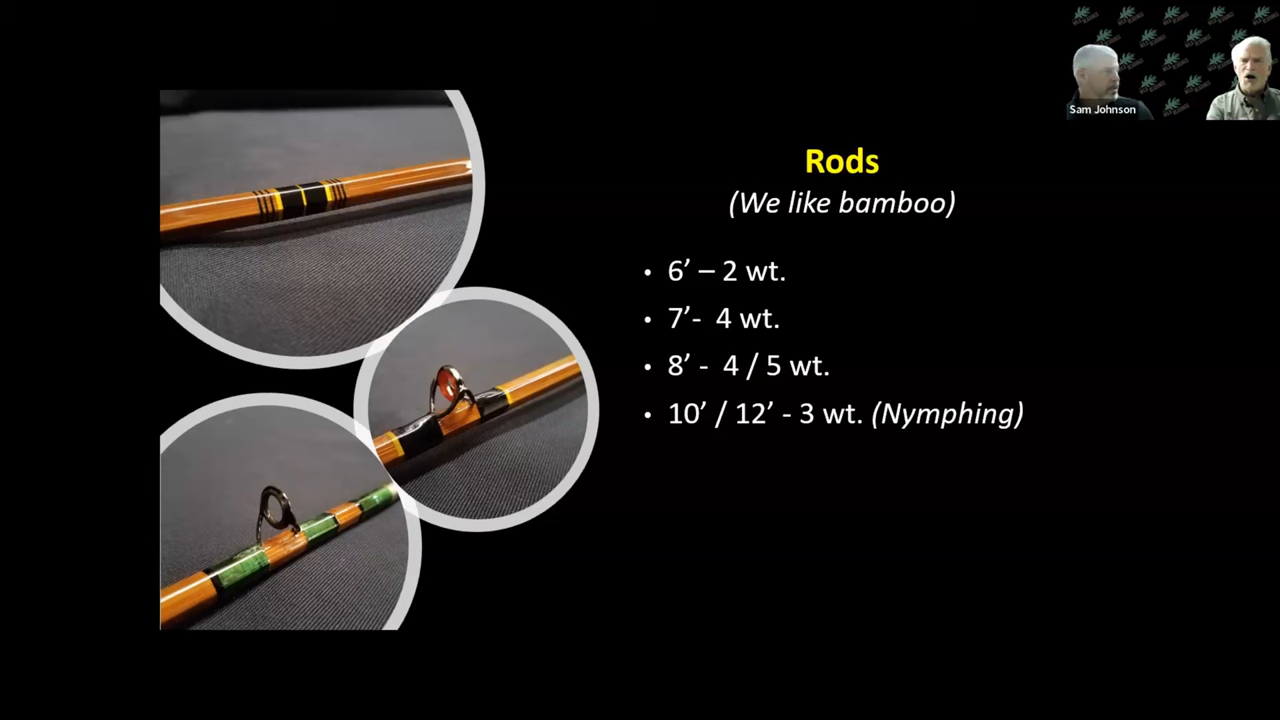 Sam Johnson
Rods
(We like bamboo)
• 6’ – 2 wt.
• 7’- 4 wt.
• 8’ - 4 / 5 wt.
• 10’ / 12’ - 3 wt. (Nymphing)